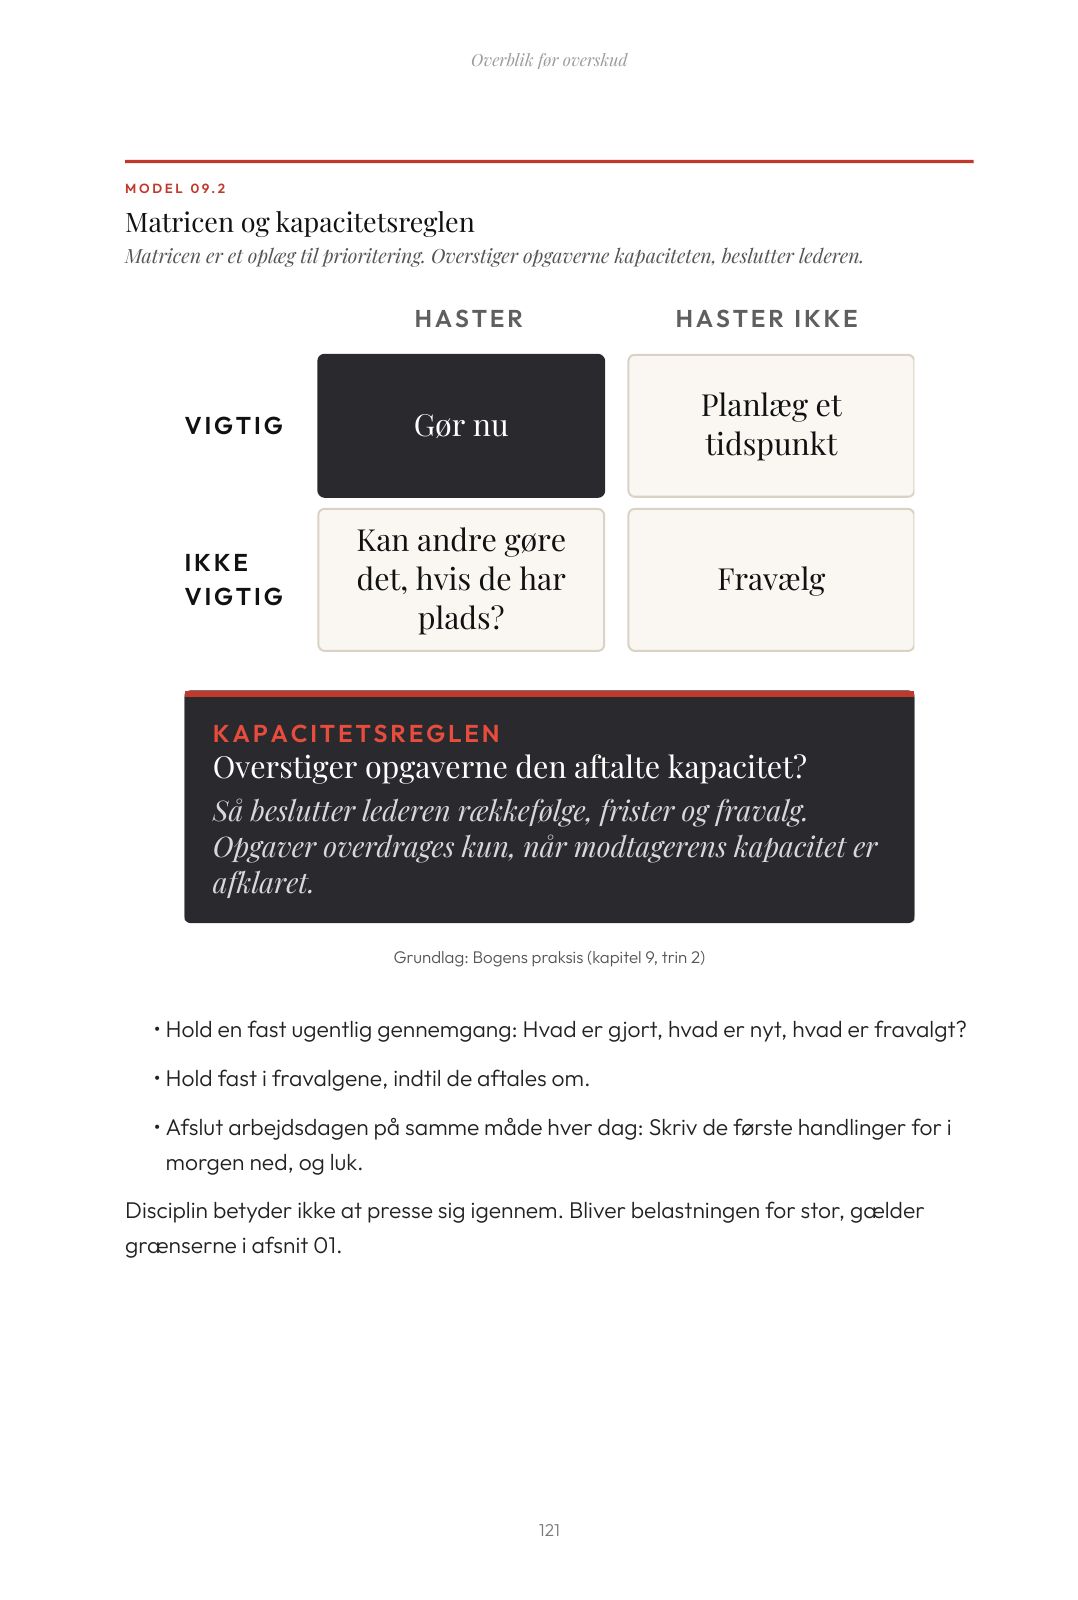 Overblik før overskud
MODEL 09.2
Matricen og kapacitetsreglen
Matricen er et oplæg til prioritering. Overstiger opgaverne kapaciteten, beslutter lederen.
HASTER
HASTER IKKE
VIGTIG
Gør nu
Planlæg et
tidspunkt
IKKE
VIGTIG
Kan andre gøre
det, hvis de har
plads?
Fravælg
KAPACITETSREGLEN
Overstiger opgaverne den aftalte kapacitet?
Så beslutter lederen rækkefølge, frister og fravalg.
Opgaver overdrages kun, når modtagerens kapacitet er
afklaret.
Grundlag: Bogens praksis (kapitel 9, trin 2)
• Hold en fast ugentlig gennemgang: Hvad er gjort, hvad er nyt, hvad er fravalgt?
• Hold fast i fravalgene, indtil de aftales om.
• Afslut arbejdsdagen på samme måde hver dag: Skriv de første handlinger for i
morgen ned, og luk.
Disciplin betyder ikke at presse sig igennem. Bliver belastningen for stor, gælder
grænserne i afsnit 01.
121